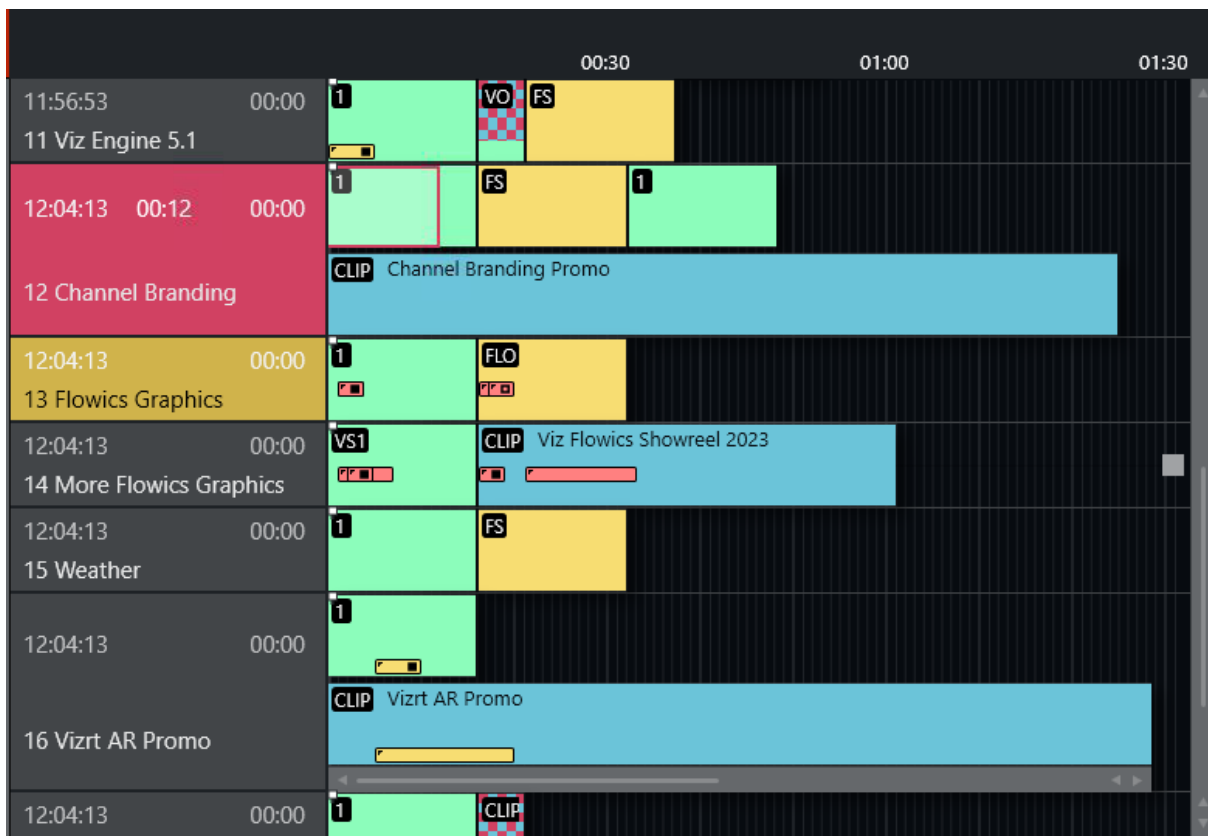 00:30 01:00 01:30
11:56:53 00:00 1 VO FS
11 Viz Engine 5.1
12:04:13 00:12 00:00 1 FS 1
CLIP Channel Branding Promo
12 Channel Branding
12:04:13 00:00 1 FLO
13 Flowics Graphics
12:04:13 00:00 VS1 CLIP Viz Flowics Showreel 2023
14 More Flowics Graphics
12:04:13 00:00 1 FS
15 Weather
12:04:13 00:00 1
CLIP Vizrt AR Promo
16 Vizrt AR Promo
12:04:13 00:00 1 CLIP